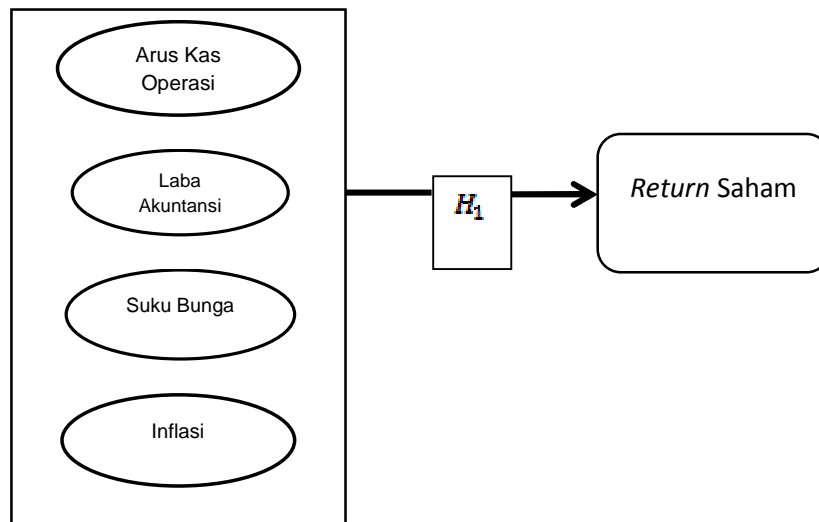 Arus Kas
Operasi
Laba
Akuntansi
Suku Bunga
Inflasi
H₁
Return Saham